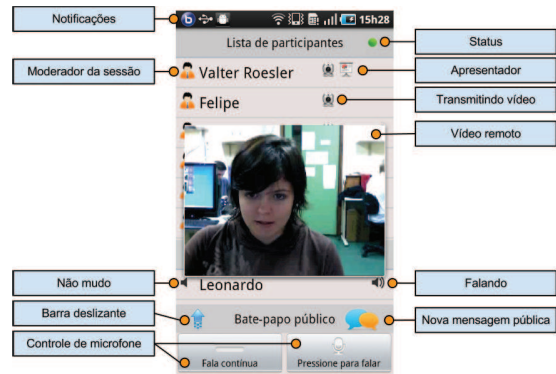 Notificações
15h28
Lista de participantes
Status
Moderador da sessão
Valter Roesler
Apresentador
Felipe
Transmitindo vídeo
Vídeo remoto
Não mudo
Leonardo
Falando
Barra deslizante
Bate-papo público
Nova mensagem pública
Controle de microfone
Fala contínua
Pressione para falar